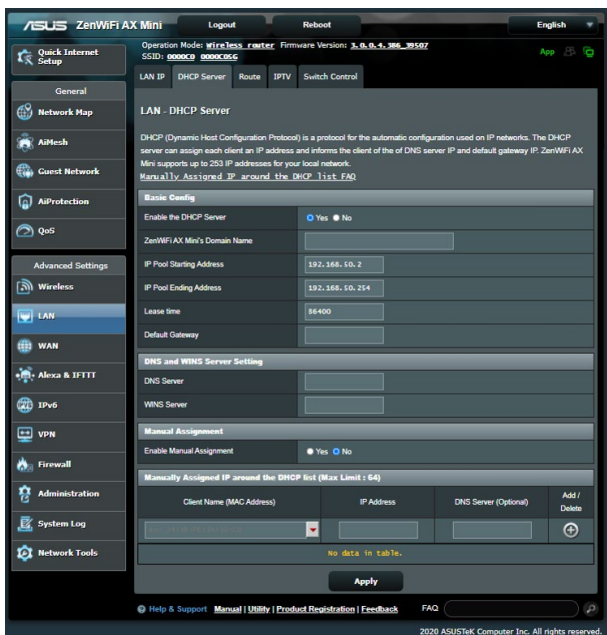 ASUS ZenWiFi AX Mini Logout Reboot English
Quick Internet Setup
Operation Mode: Wireless router Firmware Version: 3.0.0.4.386_39507
SSID: 0000C0 0000C05G
App
LAN IP DHCP Server Route IPTV Switch Control
General
Network Map
AiMesh
Guest Network
AiProtection
QoS
Advanced Settings
Wireless
LAN
WAN
Alexa & IFTTT
IPv6
VPN
Firewall
Administration
System Log
Network Tools
LAN - DHCP Server
DHCP (Dynamic Host Configuration Protocol) is a protocol for the automatic configuration used on IP networks. The DHCP
server can assign each client an IP address and informs the client of the of DNS server IP and default gateway IP. ZenWiFi AX
Mini supports up to 253 IP addresses for your local network.
Manually Assigned IP around the DHCP list FAQ
Basic Config
Enable the DHCP Server Yes No
ZenWiFi AX Mini's Domain Name
IP Pool Starting Address 192.168.50.2
IP Pool Ending Address 192.168.50.254
Lease time 86400
Default Gateway
DNS and WINS Server Setting
DNS Server
WINS Server
Manual Assignment
Enable Manual Assignment Yes No
Manually Assigned IP around the DHCP list (Max Limit : 64)
Client Name (MAC Address) IP Address DNS Server (Optional) Add / Delete
No data in table.
Apply
Help & Support Manual | Utility | Product Registration | Feedback FAQ
2020 ASUSTeK Computer Inc. All rights reserved.